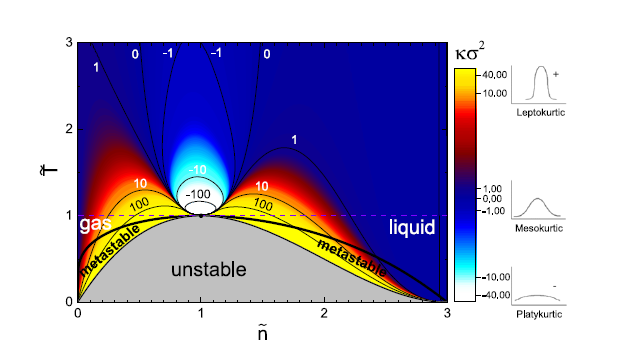 κσ²
3
0
-1
-1
0
1
40,00
10,00
+
Leptokurtic
2
T̃
1
-10
10
-100
10
100
100
1
gas
liquid
1,00
0,00
-1,00
Mesokurtic
metastable
metastable
unstable
-10,00
-40,00
-
Platykurtic
0
0
1
2
3
ñ